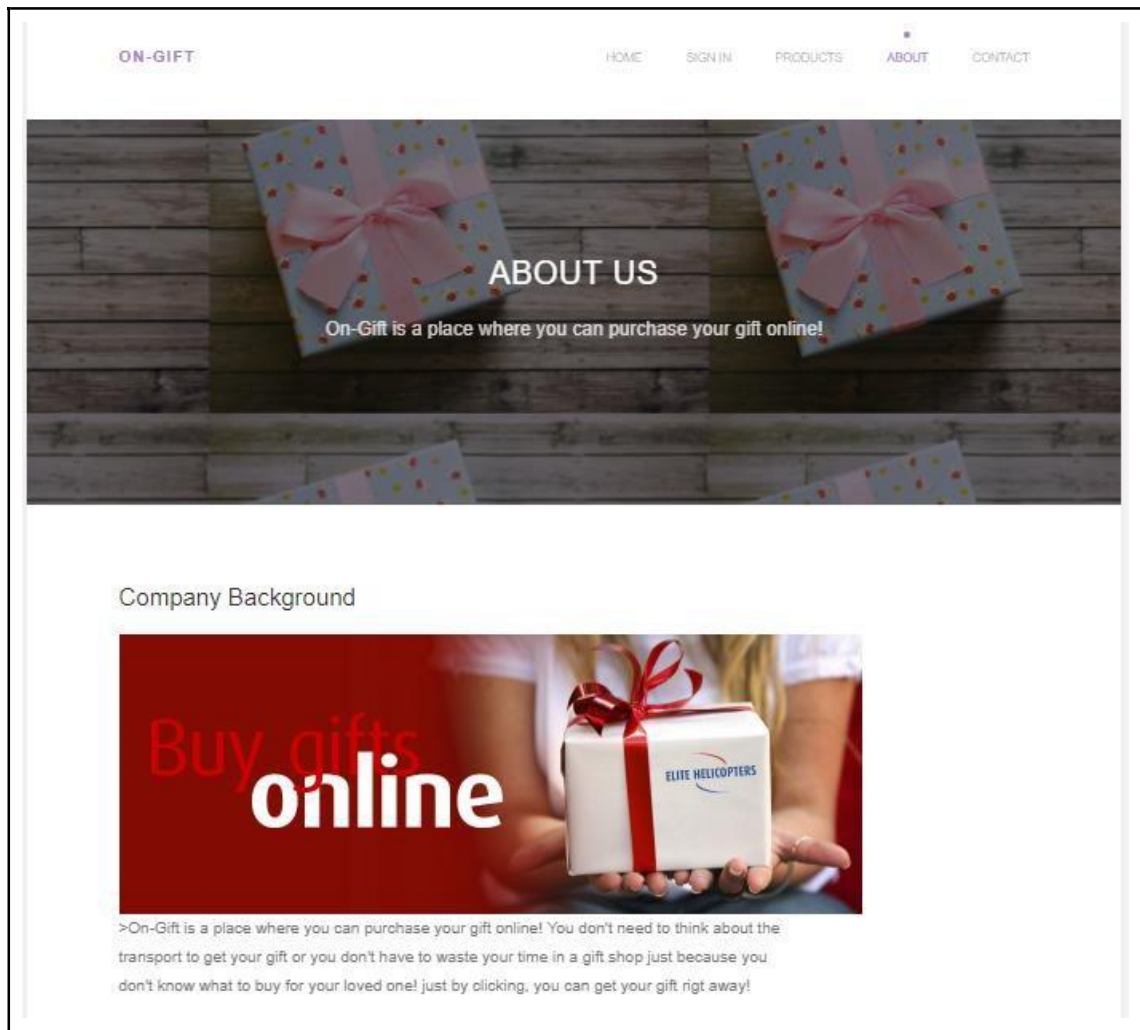 ON-GIFT
HOME SIGN IN PRODUCTS ABOUT CONTACT
ABOUT US
On-Gift is a place where you can purchase your gift online!
Company Background
Buy gifts
online
ELITE HELICOPTERS
>On-Gift is a place where you can purchase your gift online! You don't need to think about the
transport to get your gift or you don't have to waste your time in a gift shop just because you
don't know what to buy for your loved one! just by clicking, you can get your gift rigt away!